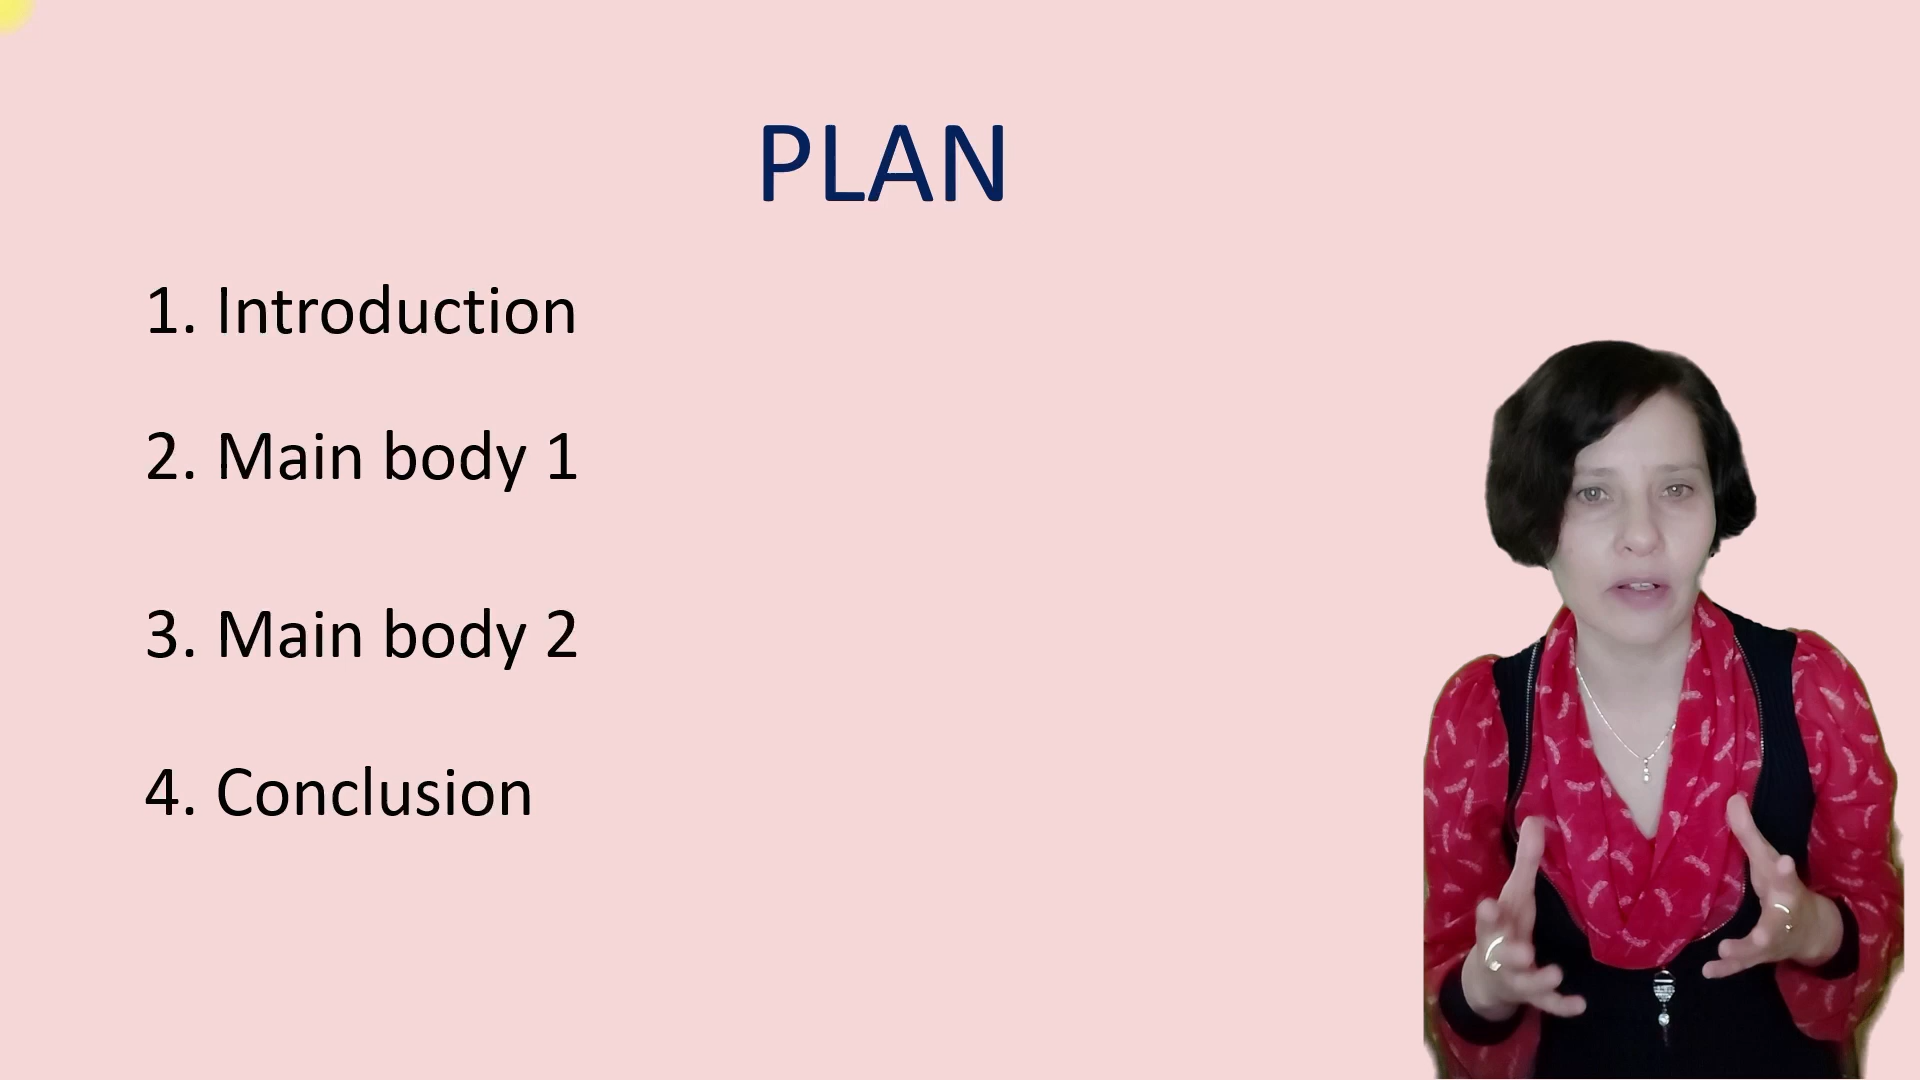 PLAN
1. Introduction
2. Main body 1
3. Main body 2
4. Conclusion